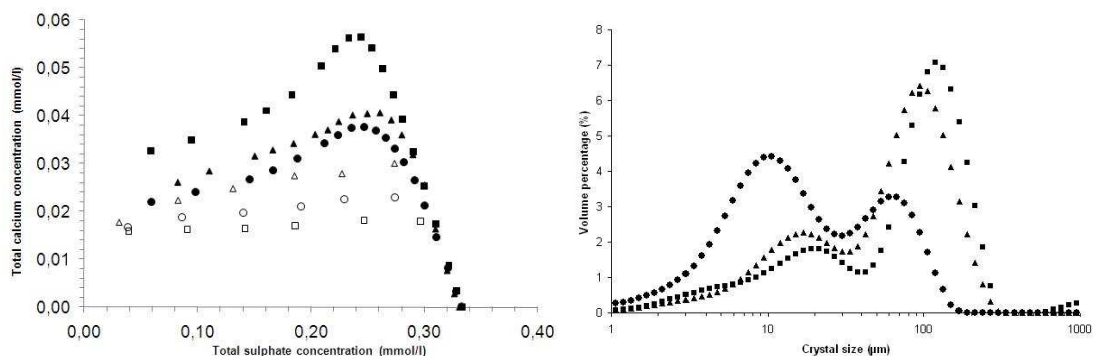 0,06
0,05
0,04
0,03
0,02
0,01
0,00
Total calcium concentration (mmol/l)
0,00 0,10 0,20 0,30 0,40
Total sulphate concentration (mmol/l)
8
7
6
5
4
3
2
1
0
Volume percentage (%)
1 10 100 1000
Crystal size (µm)